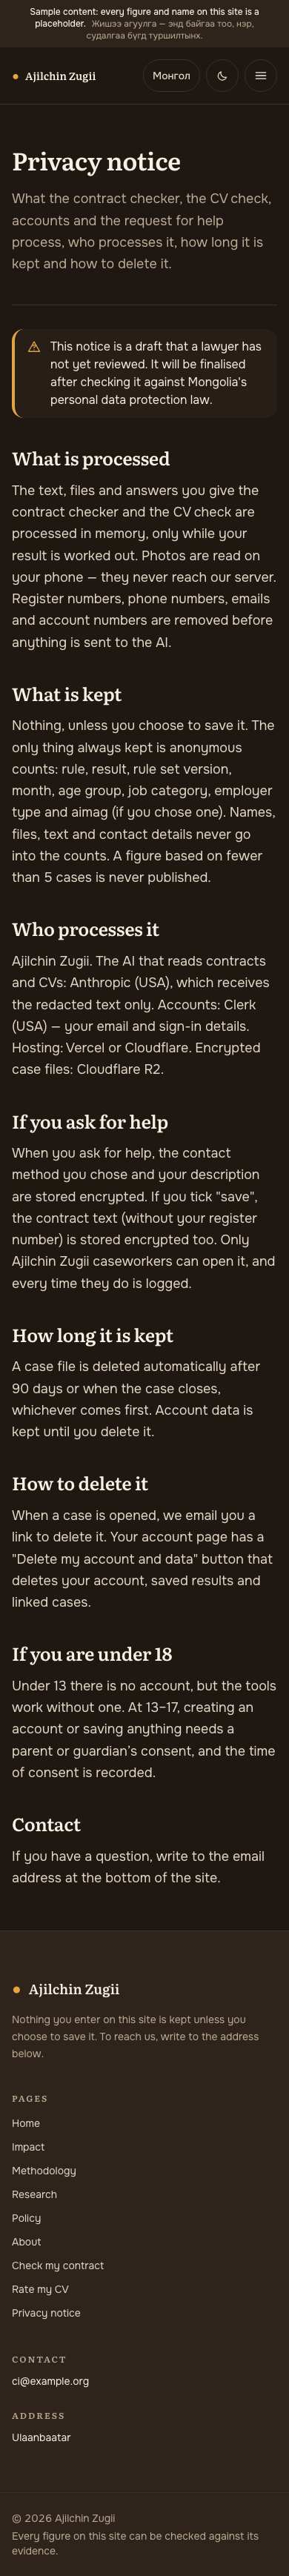 Sample content: every figure and name on this site is a
placeholder. Жишээ агуулга — энд байгаа тоо, нэр,
судалгаа бүгд туршилтынх.
Ajilchin Zugii
Монгол
Privacy notice
What the contract checker, the CV check,
accounts and the request for help
process, who processes it, how long it is
kept and how to delete it.
This notice is a draft that a lawyer has
not yet reviewed. It will be finalised
after checking it against Mongolia's
personal data protection law.
What is processed
The text, files and answers you give the
contract checker and the CV check are
processed in memory, only while your
result is worked out. Photos are read on
your phone — they never reach our server.
Register numbers, phone numbers, emails
and account numbers are removed before
anything is sent to the AI.
What is kept
Nothing, unless you choose to save it. The
only thing always kept is anonymous
counts: rule, result, rule set version,
month, age group, job category, employer
type and aimag (if you chose one). Names,
files, text and contact details never go
into the counts. A figure based on fewer
than 5 cases is never published.
Who processes it
Ajilchin Zugii. The AI that reads contracts
and CVs: Anthropic (USA), which receives
the redacted text only. Accounts: Clerk
(USA) — your email and sign-in details.
Hosting: Vercel or Cloudflare. Encrypted
case files: Cloudflare R2.
If you ask for help
When you ask for help, the contact
method you chose and your description
are stored encrypted. If you tick "save",
the contract text (without your register
number) is stored encrypted too. Only
Ajilchin Zugii caseworkers can open it, and
every time they do is logged.
How long it is kept
A case file is deleted automatically after
90 days or when the case closes,
whichever comes first. Account data is
kept until you delete it.
How to delete it
When a case is opened, we email you a
link to delete it. Your account page has a
"Delete my account and data" button that
deletes your account, saved results and
linked cases.
If you are under 18
Under 13 there is no account, but the tools
work without one. At 13–17, creating an
account or saving anything needs a
parent or guardian’s consent, and the time
of consent is recorded.
Contact
If you have a question, write to the email
address at the bottom of the site.
Ajilchin Zugii
Nothing you enter on this site is kept unless you
choose to save it. To reach us, write to the address
below.
PAGES
Home
Impact
Methodology
Research
Policy
About
Check my contract
Rate my CV
Privacy notice
CONTACT
ci@example.org
ADDRESS
Ulaanbaatar
© 2026 Ajilchin Zugii
Every figure on this site can be checked against its
evidence.